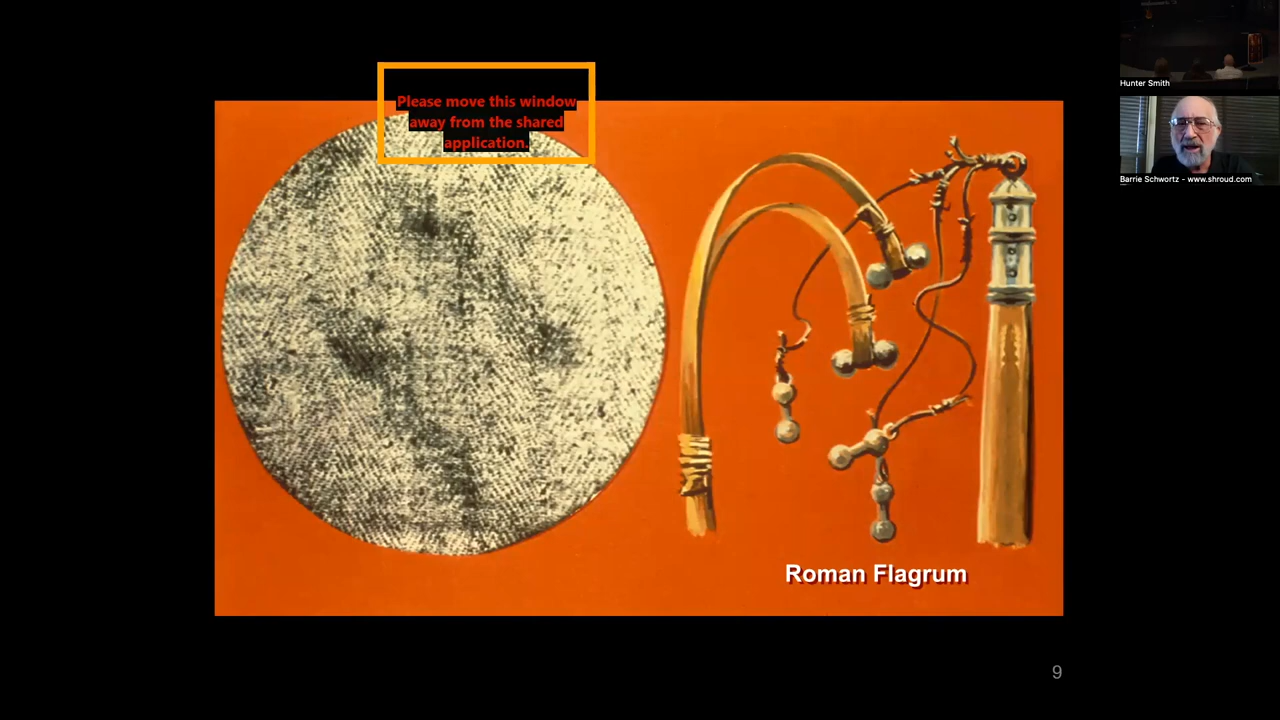 Please move this window
away from the shared
application.
Hunter Smith
Barrie Schwortz - www.shroud.com
Roman Flagrum
9